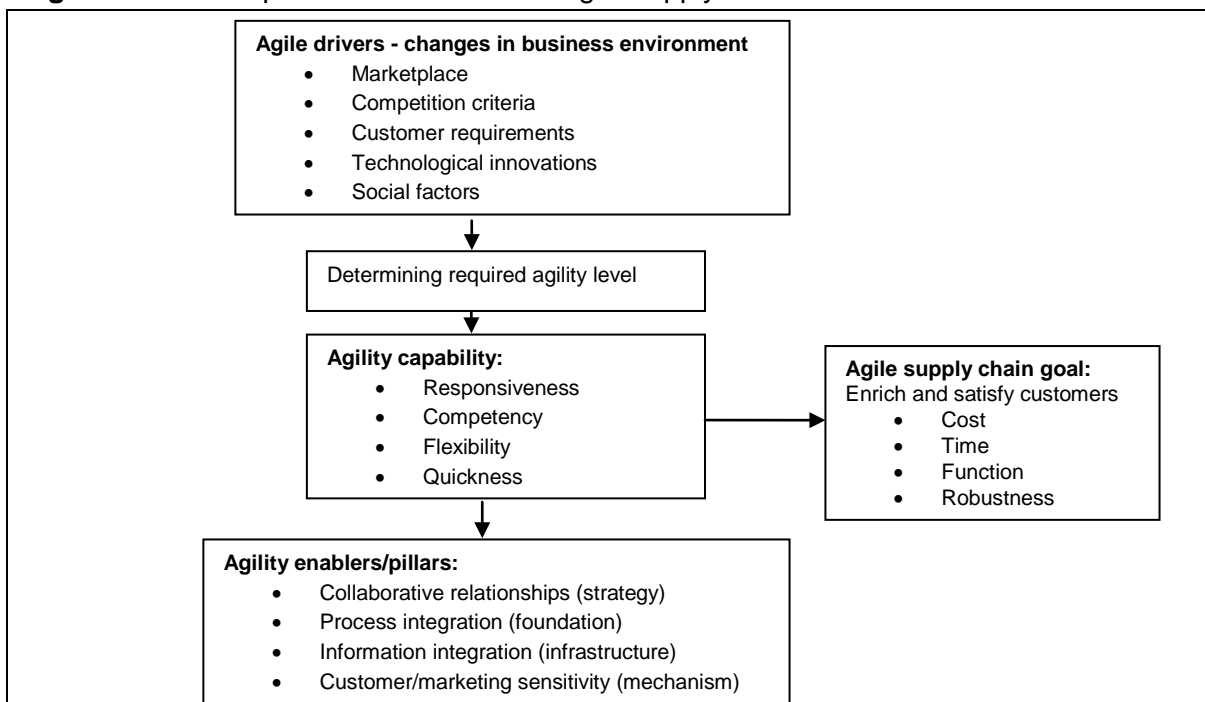 Agile drivers - changes in business environment
• Marketplace
• Competition criteria
• Customer requirements
• Technological innovations
• Social factors
Determining required agility level
Agility capability:
• Responsiveness
• Competency
• Flexibility
• Quickness
Agile supply chain goal:
Enrich and satisfy customers
• Cost
• Time
• Function
• Robustness
Agility enablers/pillars:
• Collaborative relationships (strategy)
• Process integration (foundation)
• Information integration (infrastructure)
• Customer/marketing sensitivity (mechanism)